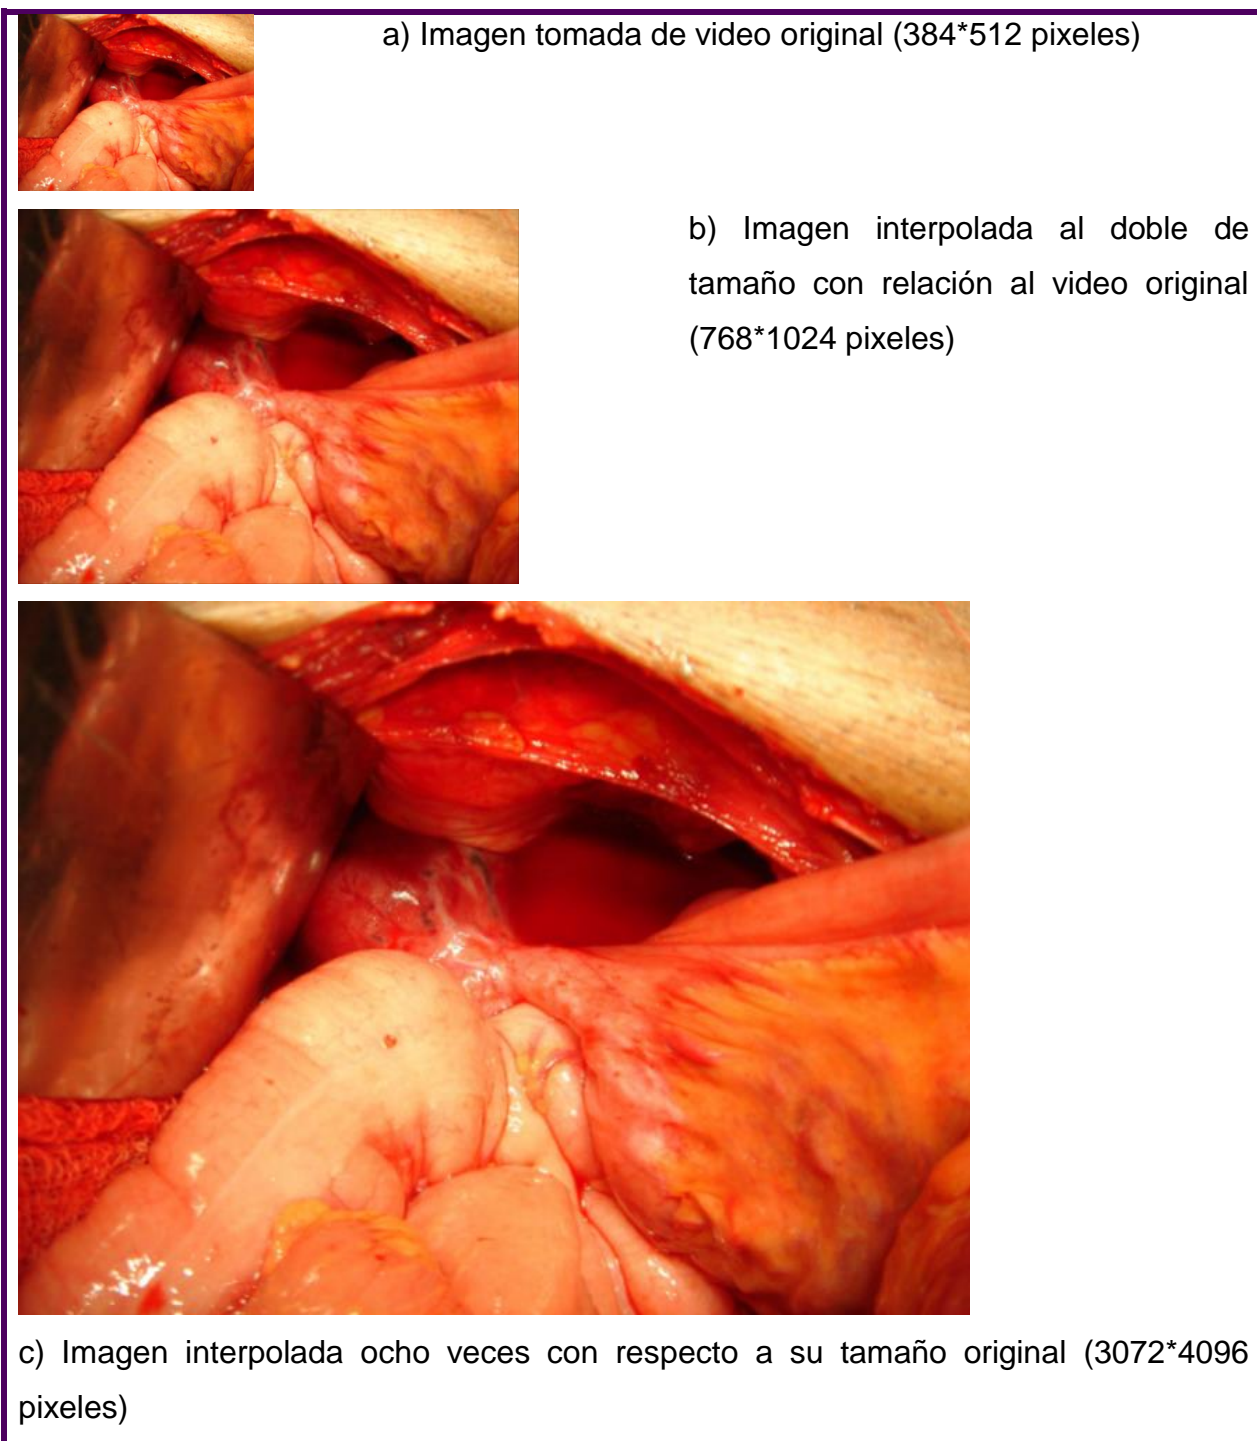 a) Imagen tomada de video original (384*512 pixeles)
b) Imagen interpolada al doble de
tamaño con relación al video original
(768*1024 pixeles)
c) Imagen interpolada ocho veces con respecto a su tamaño original (3072*4096
pixeles)